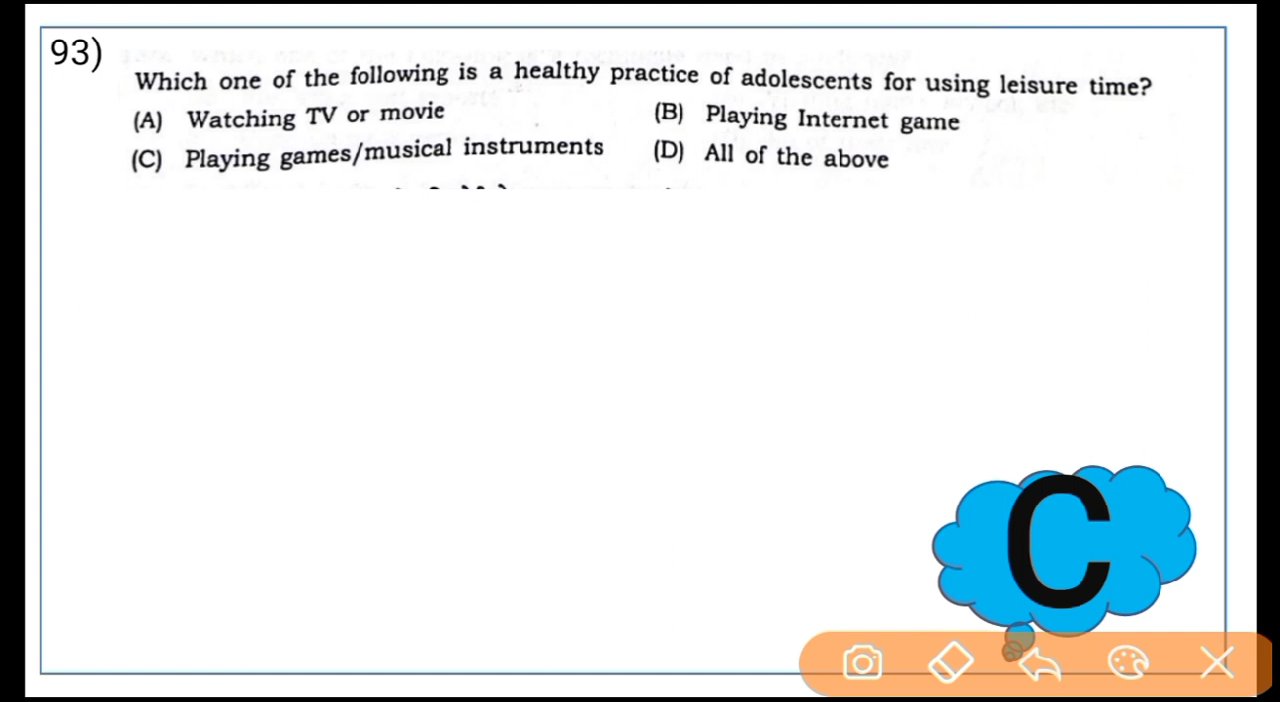 93)
Which one of the following is a healthy practice of adolescents for using leisure time?
(A) Watching TV or movie (B) Playing Internet game
(C) Playing games/musical instruments (D) All of the above
C